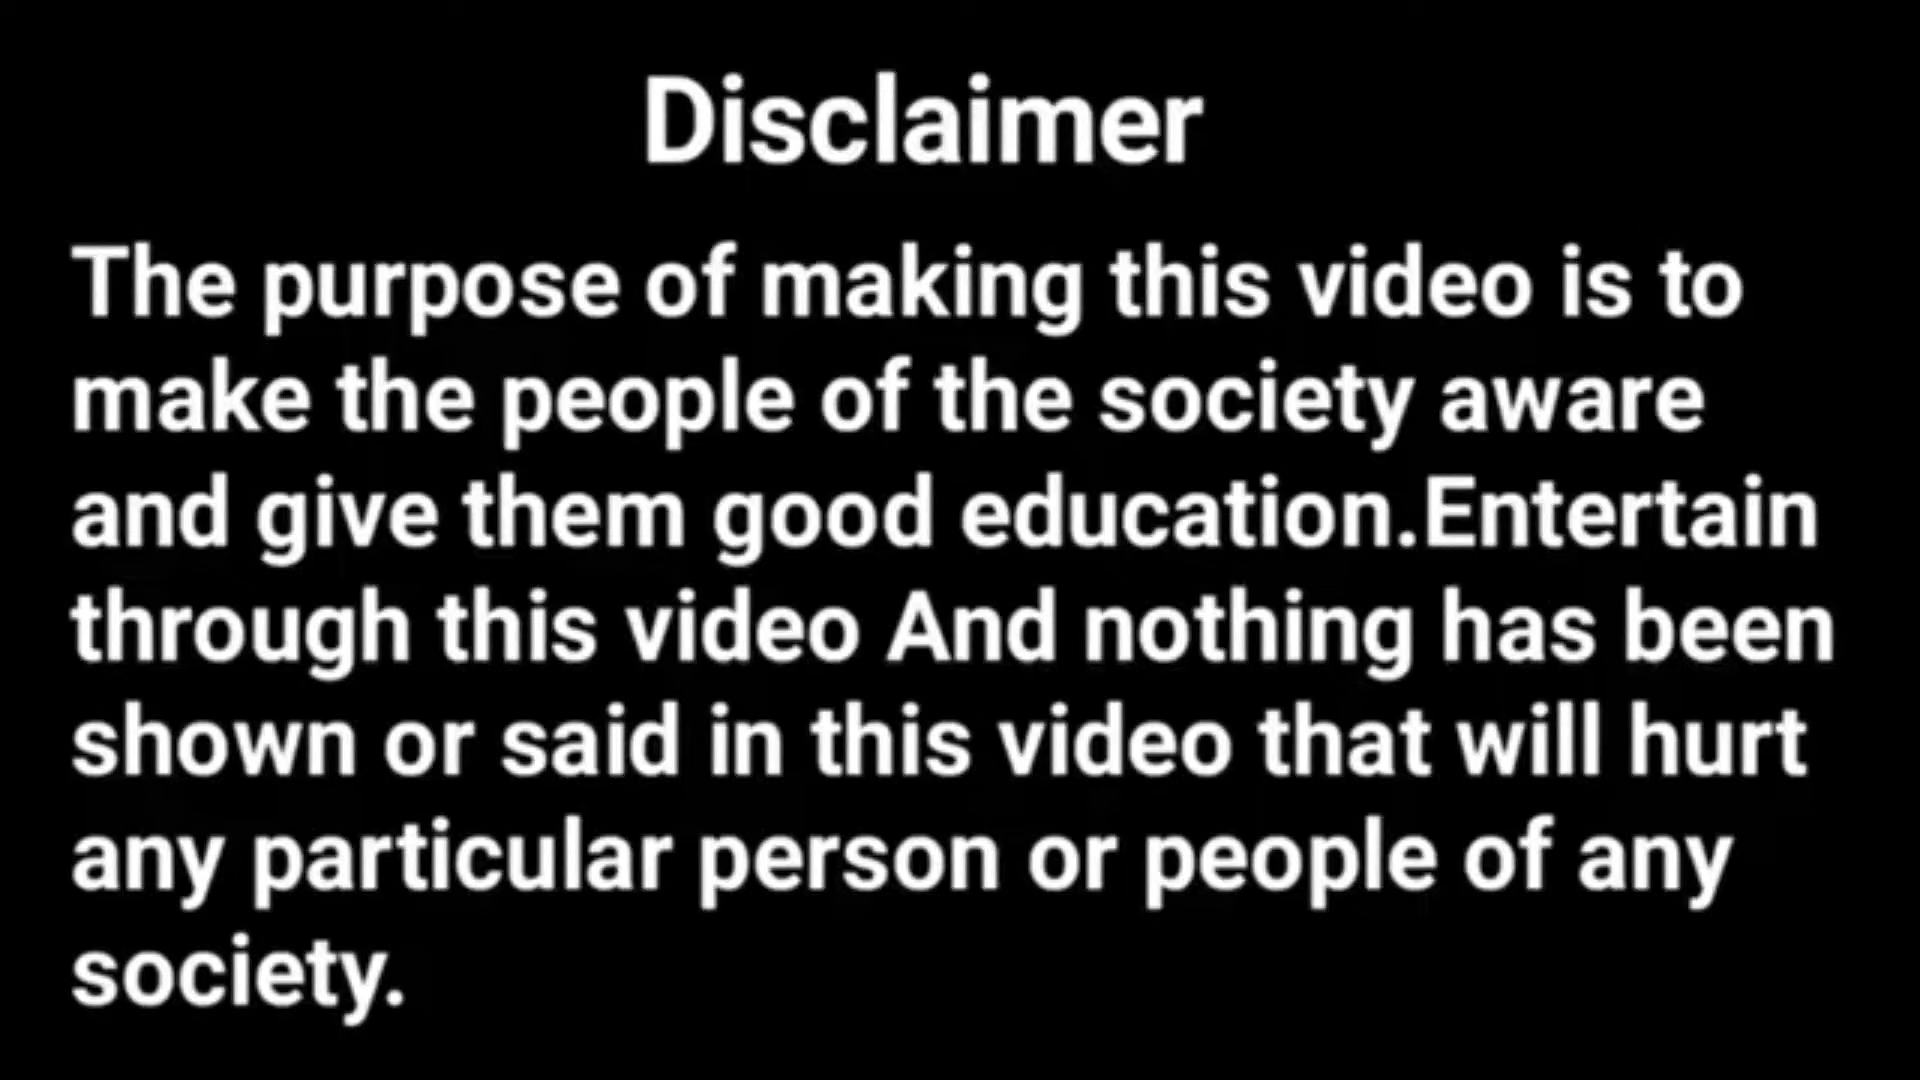 Disclaimer
The purpose of making this video is to
make the people of the society aware
and give them good education.Entertain
through this video And nothing has been
shown or said in this video that will hurt
any particular person or people of any
society.